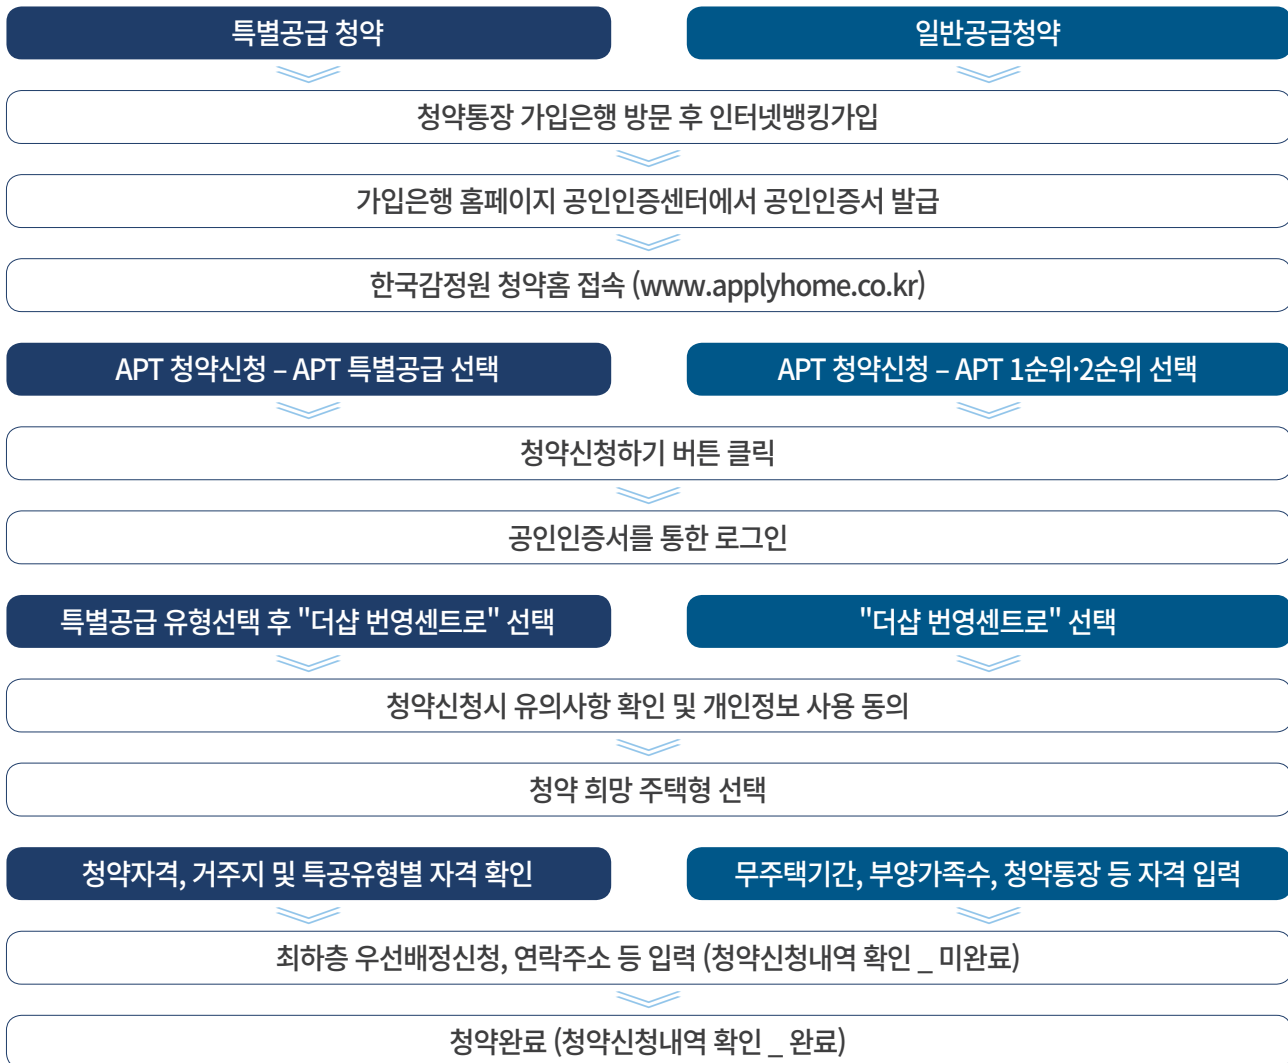 특별공급 청약
일반공급청약
청약통장 가입은행 방문 후 인터넷뱅킹가입
가입은행 홈페이지 공인인증센터에서 공인인증서 발급
한국감정원 청약홈 접속 (www.applyhome.co.kr)
APT 청약신청 – APT 특별공급 선택
APT 청약신청 – APT 1순위·2순위 선택
청약신청하기 버튼 클릭
공인인증서를 통한 로그인
특별공급 유형선택 후 "더샵 번영센트로" 선택
"더샵 번영센트로" 선택
청약신청시 유의사항 확인 및 개인정보 사용 동의
청약 희망 주택형 선택
청약자격, 거주지 및 특공유형별 자격 확인
무주택기간, 부양가족수, 청약통장 등 자격 입력
최하층 우선배정신청, 연락주소 등 입력 (청약신청내역 확인 _ 미완료)
청약완료 (청약신청내역 확인 _ 완료)